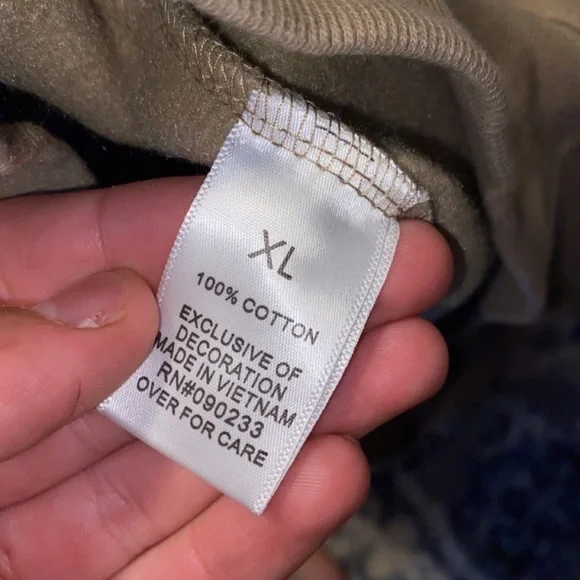 XL
100% COTTON
EXCLUSIVE OF
DECORATION
MADE IN VIETNAM
RN#090233
OVER FOR CARE